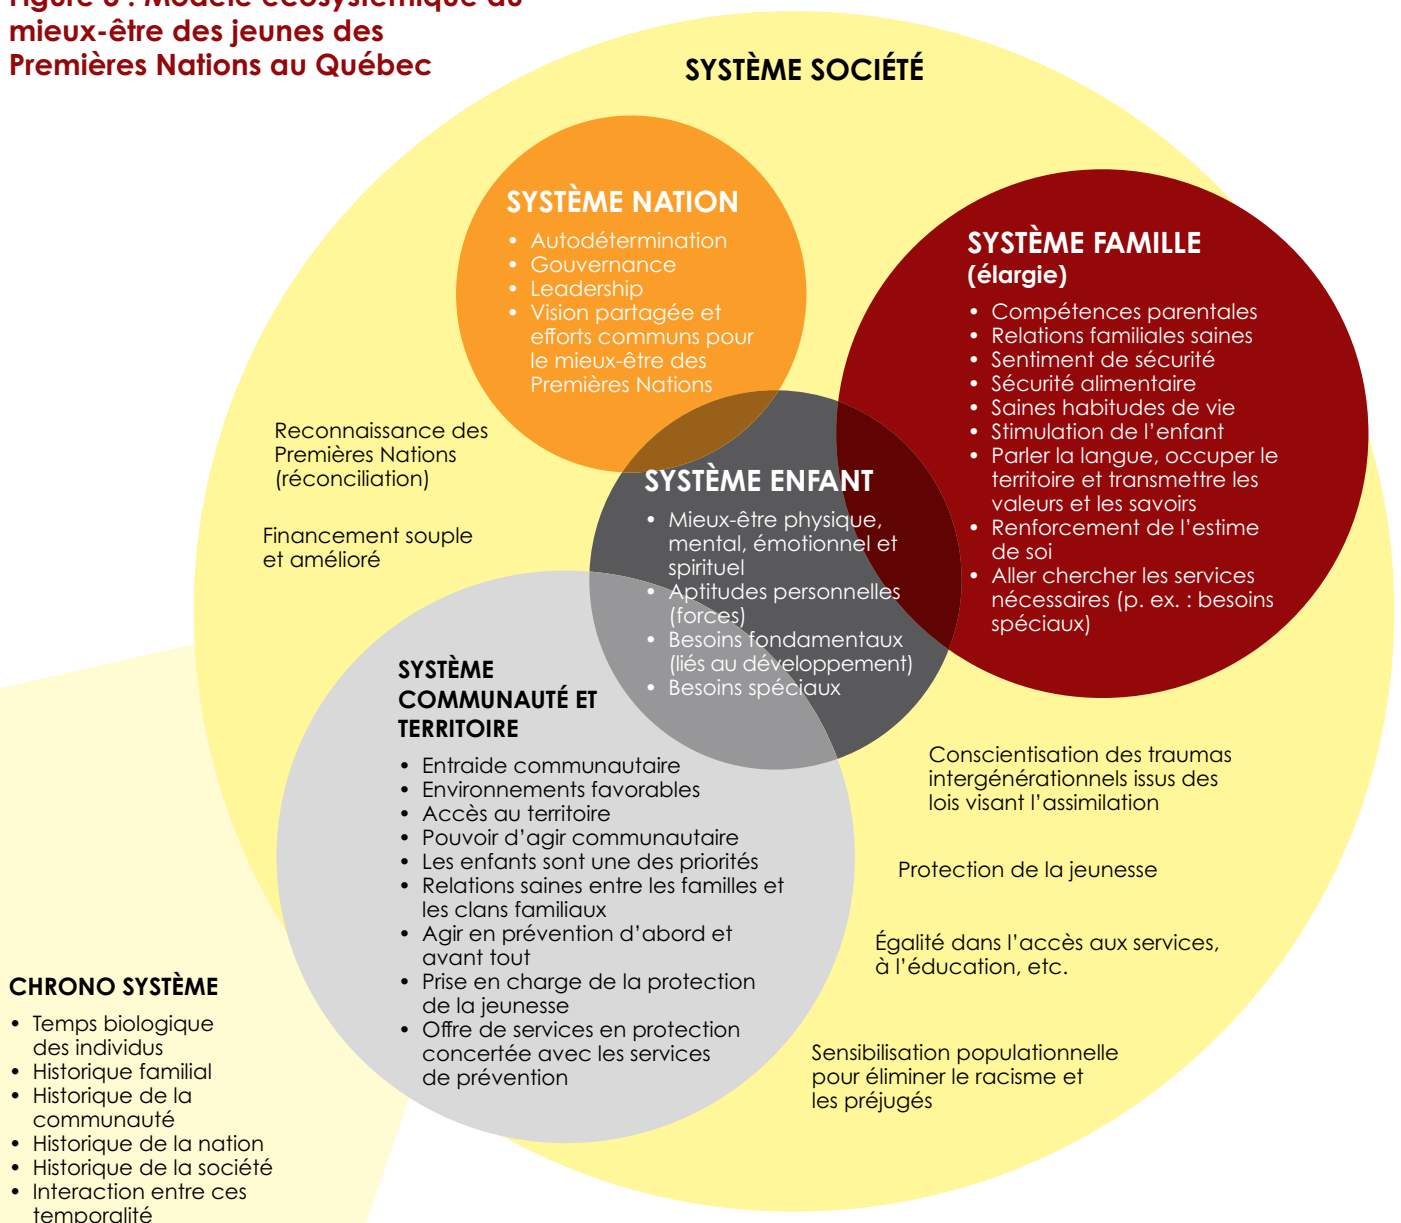 mieux-être des jeunes des
Premières Nations au Québec
SYSTÈME SOCIÉTÉ
SYSTÈME NATION
• Autodétermination
• Gouvernance
• Leadership
• Vision partagée et
efforts communs pour
le mieux-être des
Premières Nations
SYSTÈME FAMILLE
(élargie)
• Compétences parentales
• Relations familiales saines
• Sentiment de sécurité
• Sécurité alimentaire
• Saines habitudes de vie
• Stimulation de l’enfant
• Parler la langue, occuper le
territoire et transmettre les
valeurs et les savoirs
• Renforcement de l’estime
de soi
• Aller chercher les services
nécessaires (p. ex. : besoins
spéciaux)
Reconnaissance des
Premières Nations
(réconciliation)
Financement souple
et amélioré
SYSTÈME ENFANT
• Mieux-être physique,
mental, émotionnel et
spirituel
• Aptitudes personnelles
(forces)
• Besoins fondamentaux
(liés au développement)
• Besoins spéciaux
SYSTÈME
COMMUNAUTÉ ET
TERRITOIRE
• Entraide communautaire
• Environnements favorables
• Accès au territoire
• Pouvoir d’agir communautaire
• Les enfants sont une des priorités
• Relations saines entre les familles et
les clans familiaux
• Agir en prévention d’abord et
avant tout
• Prise en charge de la protection
de la jeunesse
• Offre de services en protection
concertée avec les services
de prévention
Conscientisation des traumas
intergénérationnels issus des
lois visant l’assimilation
Protection de la jeunesse
Égalité dans l’accès aux services,
à l’éducation, etc.
Sensibilisation populationnelle
pour éliminer le racisme et
les préjugés
CHRONO SYSTÈME
• Temps biologique
des individus
• Historique familial
• Historique de la
communauté
• Historique de la nation
• Historique de la société
• Interaction entre ces
temporalité